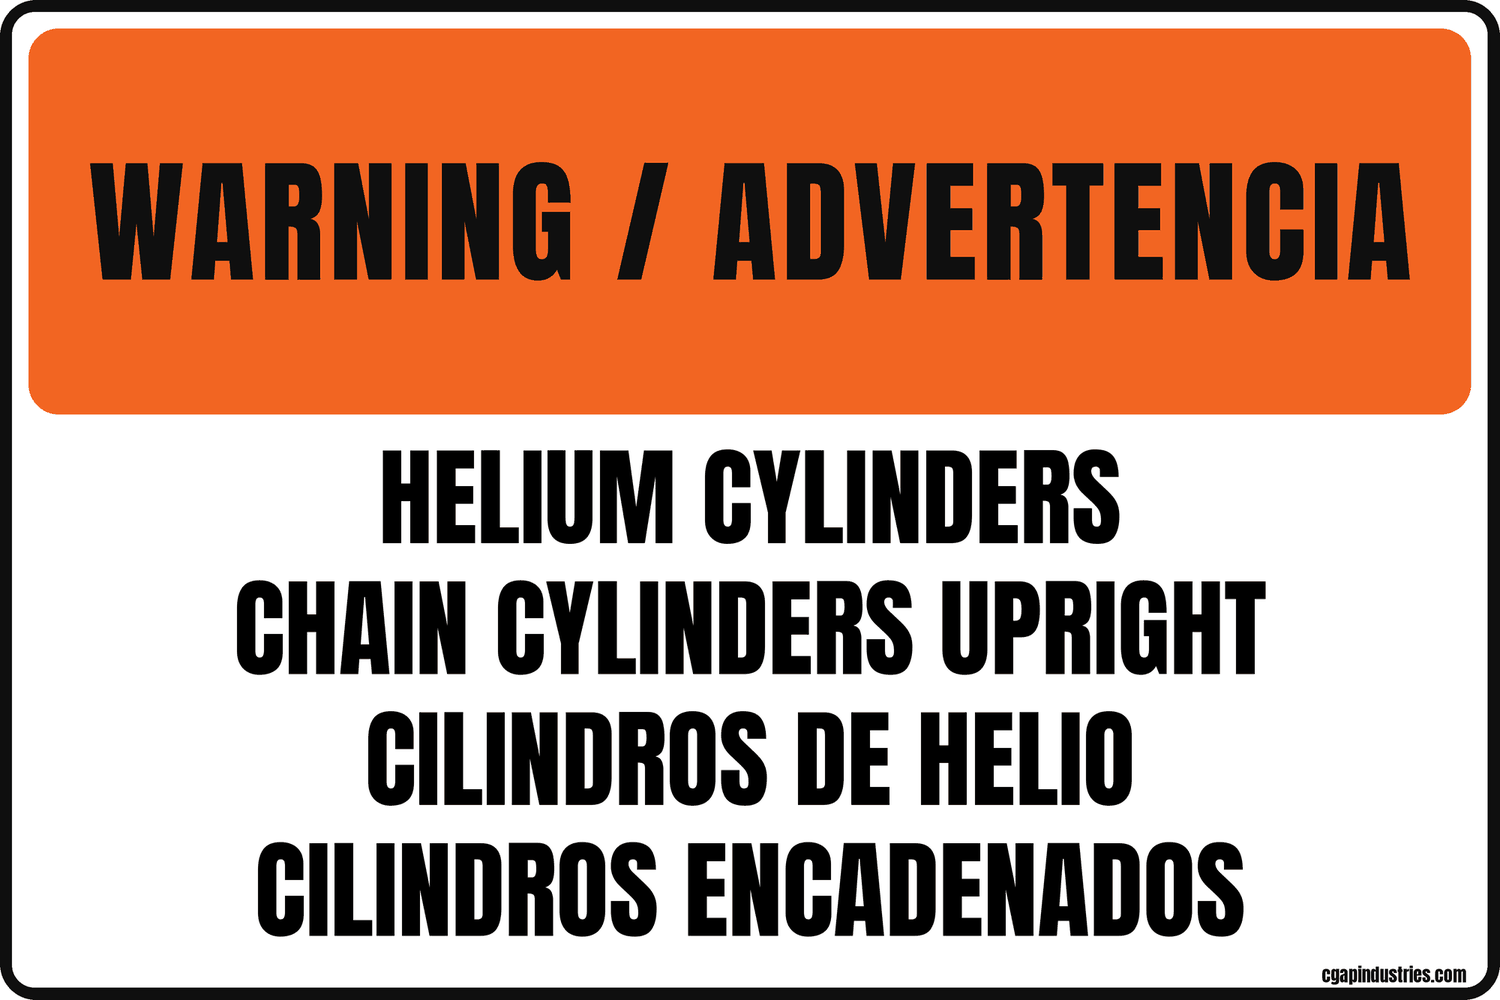 WARNING / ADVERTENCIA
HELIUM CYLINDERS
CHAIN CYLINDERS UPRIGHT
CILINDROS DE HELIO
CILINDROS ENCADENADOS
cgapindustries.com